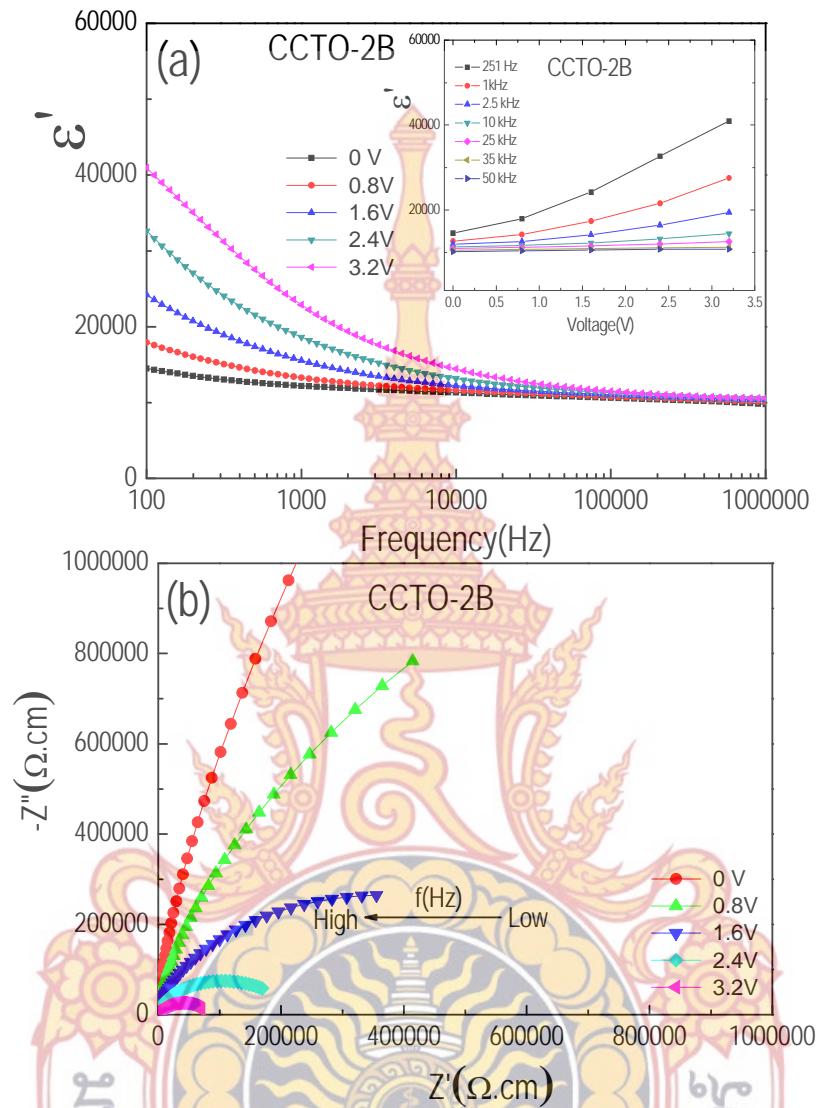 60000
(a)
CCTO-2B
ε'
40000
20000
0
0 V
0.8V
1.6V
2.4V
3.2V
60000
CCTO-2B
ε'
40000
20000
0
251 Hz
1kHz
2.5 kHz
10 kHz
25 kHz
35 kHz
50 kHz
0.0 0.5 1.0 1.5 2.0 2.5 3.0 3.5
Voltage(V)
100 1000 10000 100000 1000000
Frequency(Hz)
1000000
(b)
CCTO-2B
-Z"(Ω.cm)
800000
600000
400000
200000
0
f(Hz)
High Low
0 V
0.8V
1.6V
2.4V
3.2V
0 200000 400000 600000 800000 1000000
Z'(Ω.cm)